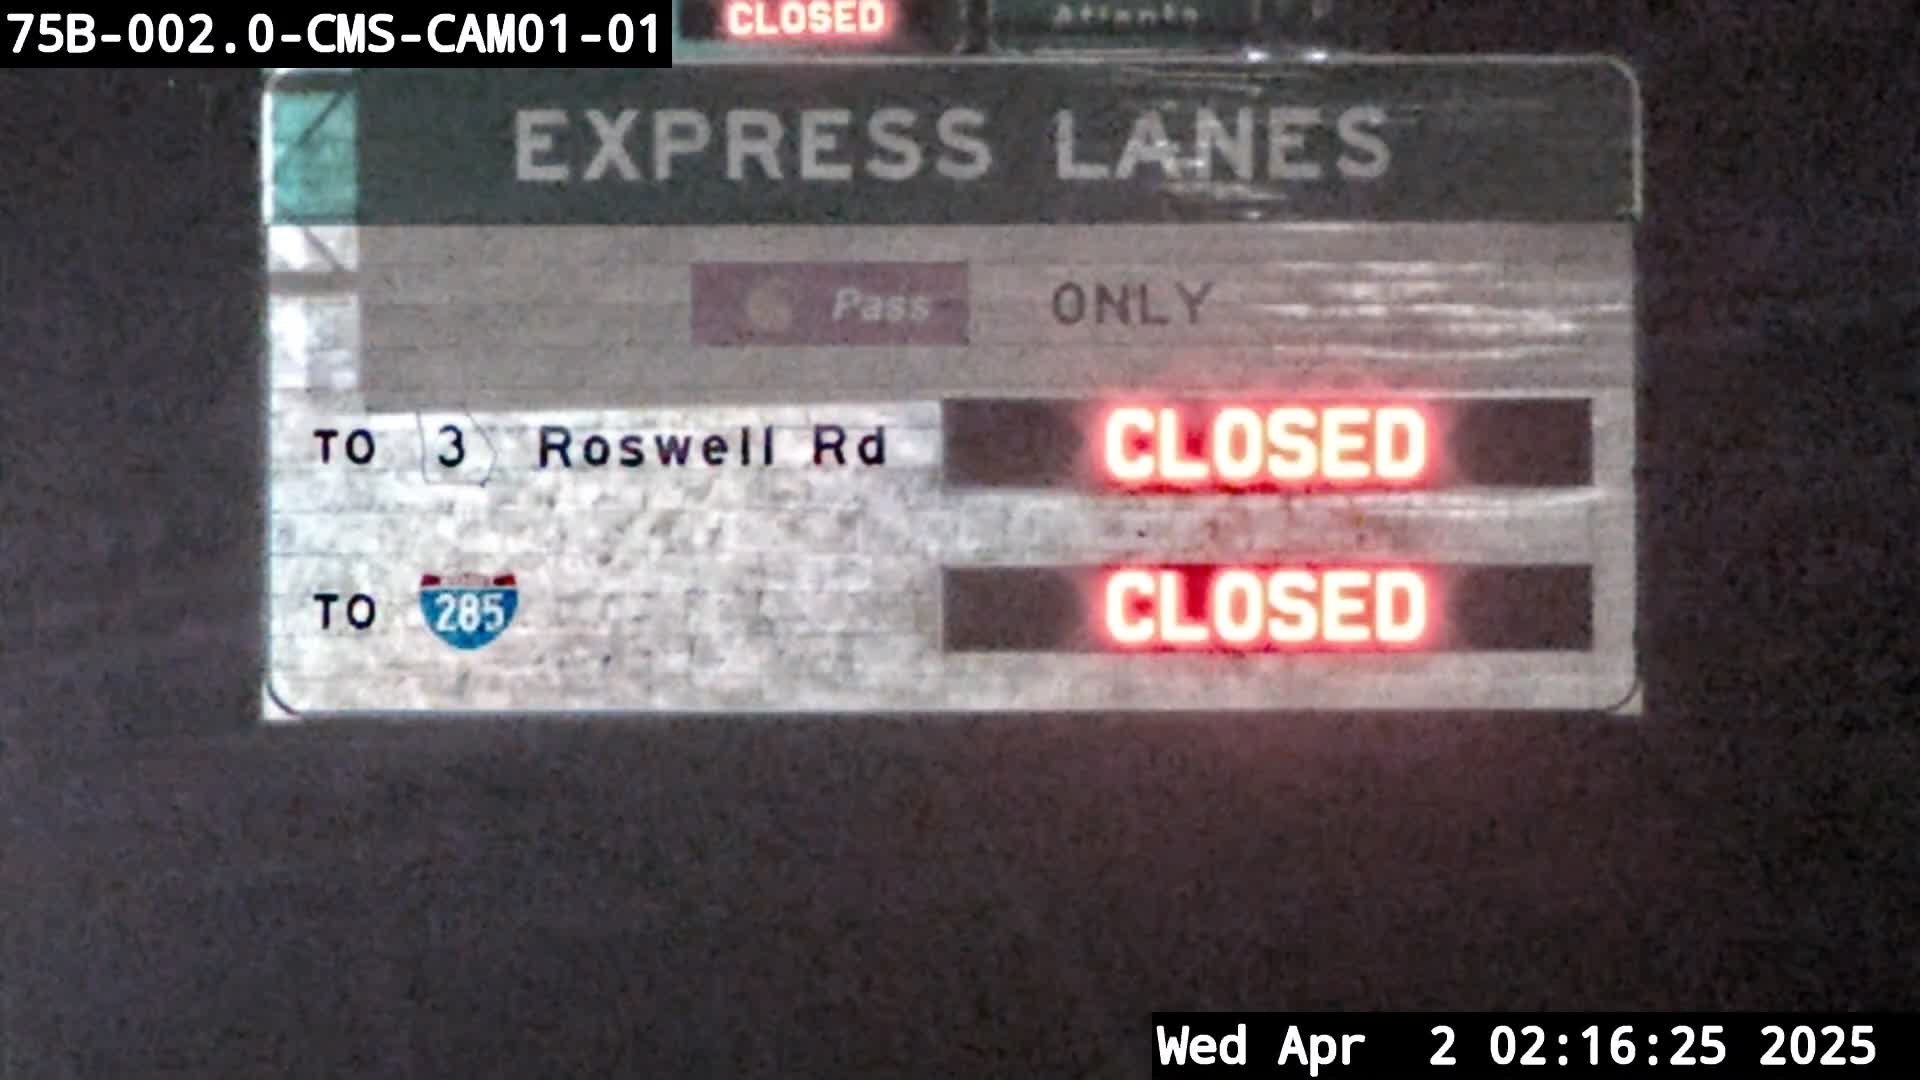 75B-002.0-CMS-CAM01-01
CLOSED
Atlanta
EXPRESS LANES
Pass ONLY
TO 3 Roswell Rd CLOSED
TO 285 CLOSED
Wed Apr 2 02:16:25 2025